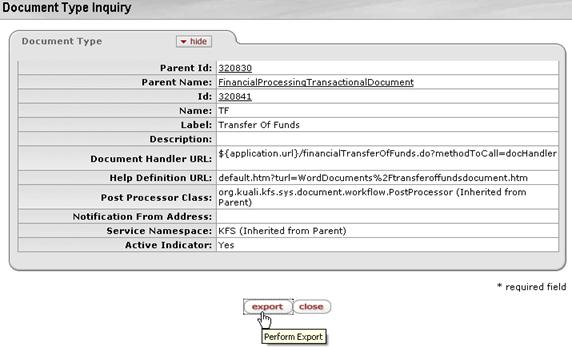 Document Type Inquiry
Document Type
hide
Parent Id: 320830
Parent Name: FinancialProcessingTransactionalDocument
Id: 320841
Name: TF
Label: Transfer Of Funds
Description:
Document Handler URL: ${application.url}/financialTransferOfFunds.do?methodToCall=docHandler
Help Definition URL: default.htm?turl=WordDocuments%2Ftransferoffundsdocument.htm
Post Processor Class: org.kuali.kfs.sys.document.workflow.PostProcessor (Inherited from
Parent)
Notification From Address:
Service Namespace: KFS (Inherited from Parent)
Active Indicator: Yes
* required field
export close
Perform Export